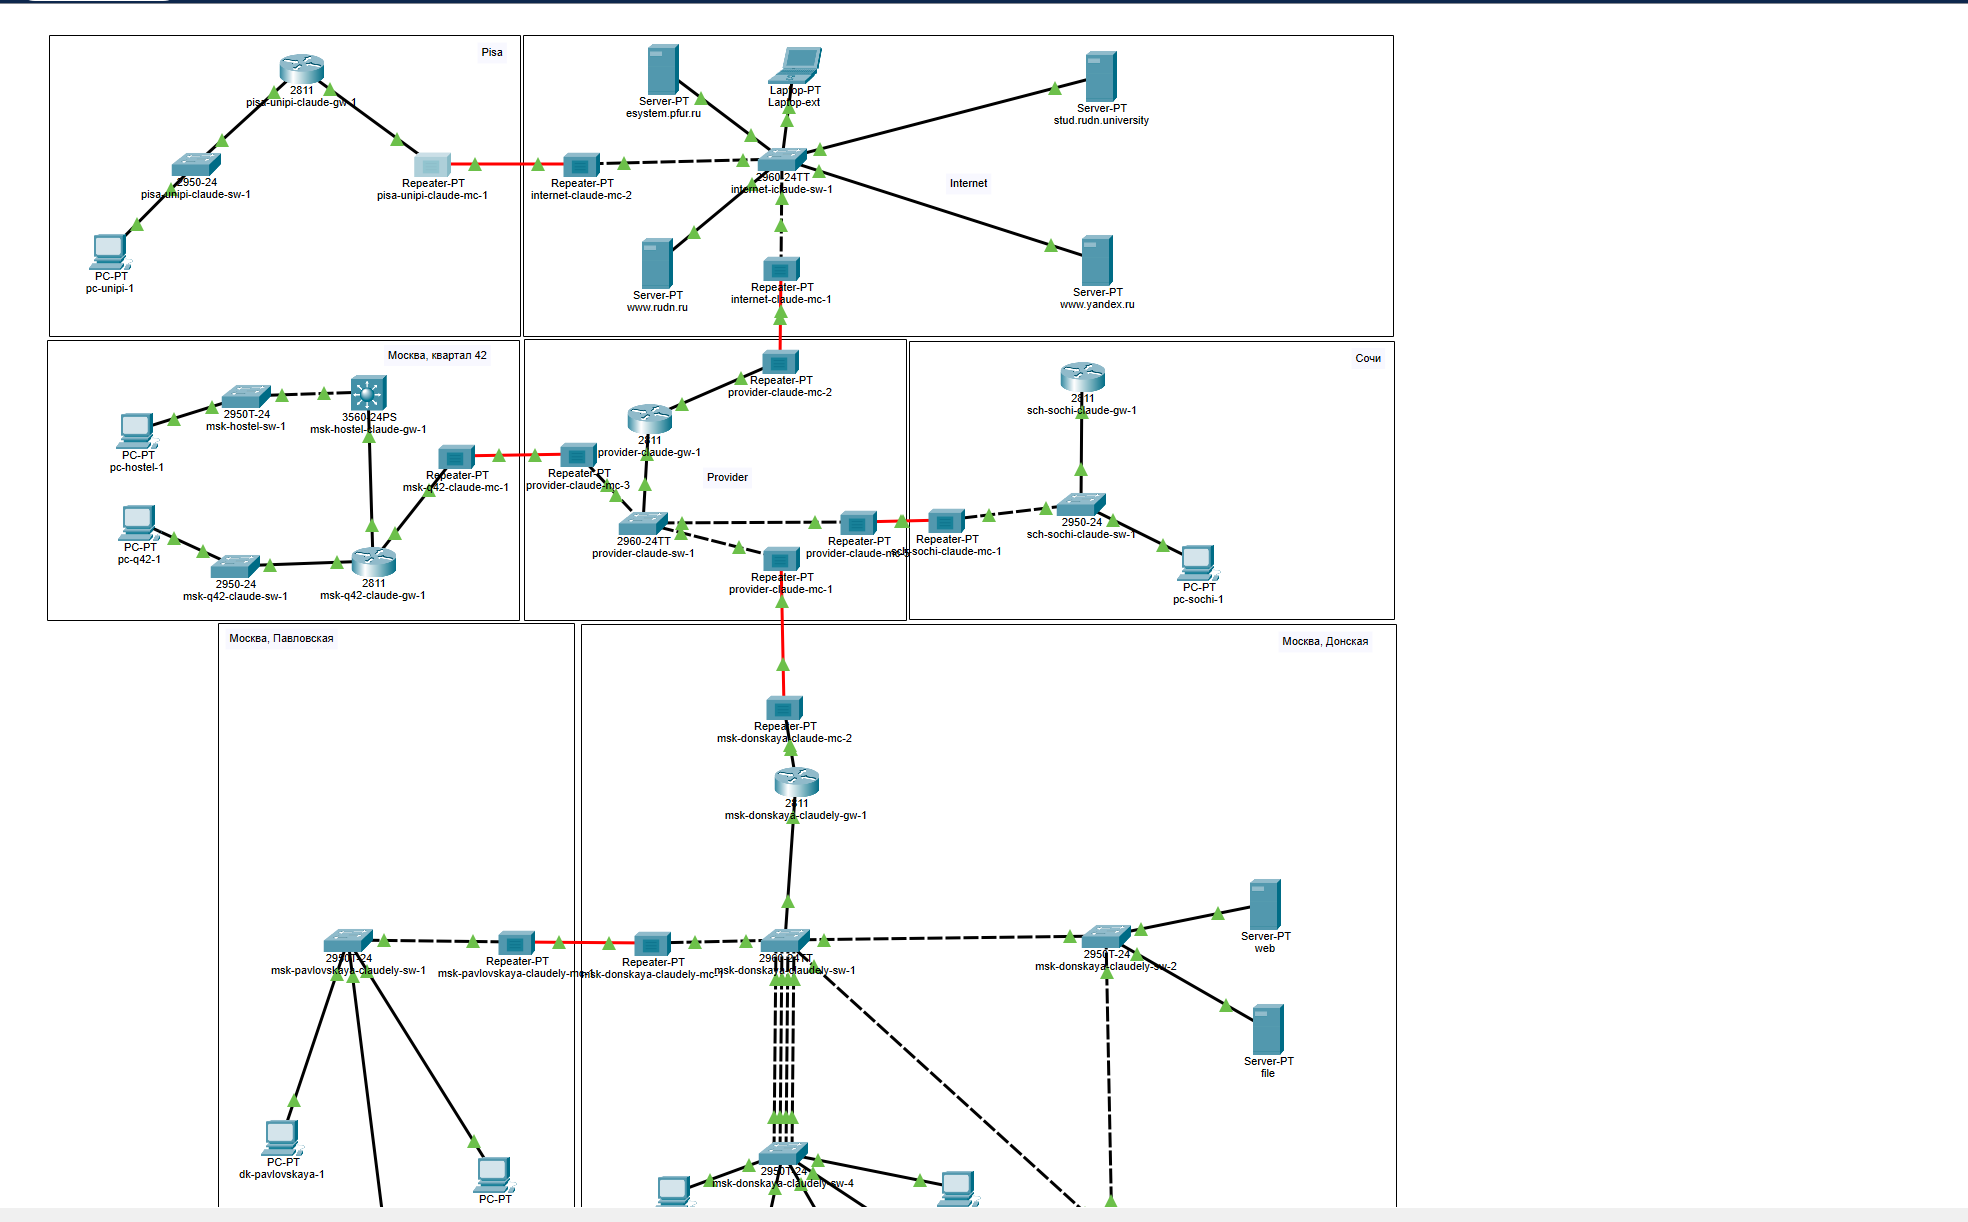 Pisa
2811
pisa-unipi-claude-gw-1
2950-24
pisa-unipi-claude-sw-1
Repeater-PT
pisa-unipi-claude-mc-1
PC-PT
pc-unipi-1
Server-PT
esystem.pfur.ru
Laptop-PT
Laptop-ext
Server-PT
stud.rudn.university
Repeater-PT
internet-claude-mc-2
2960-24TT
internet-iclaude-sw-1
Internet
Server-PT
www.rudn.ru
Repeater-PT
internet-claude-mc-1
Server-PT
www.yandex.ru
Москва, квартал 42
2950T-24
msk-hostel-sw-1
3560-24PS
msk-hostel-claude-gw-1
PC-PT
pc-hostel-1
Repeater-PT
msk-q42-claude-mc-1
PC-PT
pc-q42-1
2950-24
msk-q42-claude-sw-1
2811
msk-q42-claude-gw-1
Repeater-PT
provider-claude-mc-2
2811
provider-claude-gw-1
Repeater-PT
provider-claude-mc-3
Provider
2960-24TT
provider-claude-sw-1
Repeater-PT
Repeater-PT
provider-claude-mc-1
Сочи
2811
sch-sochi-claude-gw-1
Repeater-PT
sch-sochi-claude-mc-1
2950-24
sch-sochi-claude-sw-1
PC-PT
pc-sochi-1
Москва, Павловская
2950T-24
msk-pavlovskaya-claudely-sw-1
Repeater-PT
PC-PT
dk-pavlovskaya-1
PC-PT
Москва, Донская
Repeater-PT
msk-donskaya-claude-mc-2
2811
msk-donskaya-claudely-gw-1
Repeater-PT
msk-donskaya-claudely-mc-1
2960-24TT
msk-donskaya-claudely-sw-1
2950T-24
msk-donskaya-claudely-sw-2
Server-PT
web
Server-PT
file
2950T-24
msk-donskaya-claudely-sw-4